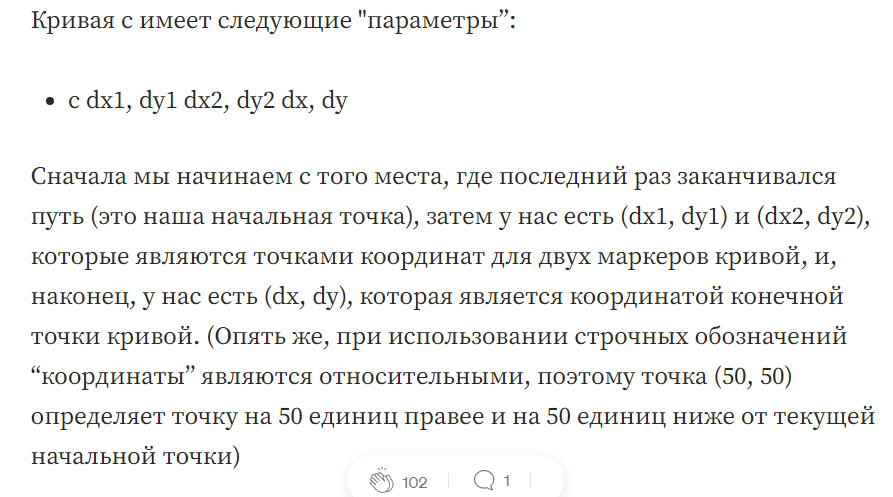 Кривая c имеет следующие "параметры”:
• c dx1, dy1 dx2, dy2 dx, dy
Сначала мы начинаем с того места, где последний раз заканчивался
путь (это наша начальная точка), затем у нас есть (dx1, dy1) и (dx2, dy2),
которые являются точками координат для двух маркеров кривой, и,
наконец, у нас есть (dx, dy), которая является координатой конечной
точки кривой. (Опять же, при использовании строчных обозначений
“координаты” являются относительными, поэтому точка (50, 50)
определяет точку на 50 единиц правее и на 50 единиц ниже от текущей
начальной точки)
102 1